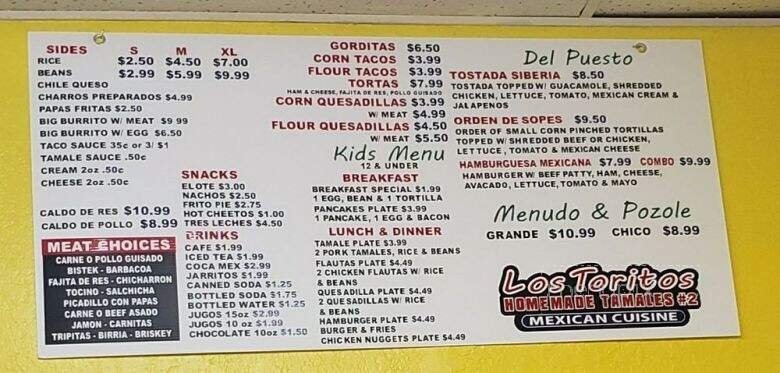 SIDES S M XL
RICE $2.50 $4.50 $7.00
BEANS $2.99 $5.99 $9.99
CHILE QUESO
CHARROS PREPARADOS $4.99
PAPAS FRITAS $2.50
BIG BURRITO W/ MEAT $9 99
BIG BURRITO W/ EGG $6.50
TACO SAUCE 35c or 3/ $1
TAMALE SAUCE .50c
CREAM 2oz .50c
CHEESE 2oz .50c
CALDO DE RES $10.99
CALDO DE POLLO $8.99
MEAT CHOICES
CARNE O POLLO GUISADO
BISTEK - BARBACOA
FAJITA DE RES - CHICHARRON
TOCINO - SALCHICHA
PICADILLO CON PAPAS
CARNE O BEEF ASADO
JAMON - CARNITAS
TRIPITAS - BIRRIA - BRISKEY
SNACKS
ELOTE $3.00
NACHOS $2.50
FRITO PIE $2.75
HOT CHEETOS $1.00
TRES LECHES $4.50
DRINKS
CAFE $1.99
ICED TEA $1.99
COCA MEX $2.99
JARRITOS $1.99
CANNED SODA $1.25
BOTTLED SODA $1.75
BOTTLED WATER $1.25
JUGOS 15oz $2.99
JUGOS 10 oz $1.99
CHOCOLATE 10oz $1.50
GORDITAS $6.50
CORN TACOS $3.99
FLOUR TACOS $3.99
TORTAS $7.99
HAM & CHEESE, FAJITA DE RES, POLLO GUISADO
CORN QUESADILLAS $3.99
W/ MEAT $4.99
FLOUR QUESADILLAS $4.50
W/ MEAT $5.50
Kids Menu
12 & UNDER
BREAKFAST
BREAKFAST SPECIAL $1.99
1 EGG, BEAN & 1 TORTILLA
PANCAKES PLATE $3.99
1 PANCAKE, 1 EGG & BACON
LUNCH & DINNER
TAMALE PLATE $3.99
2 PORK TAMALES, RICE & BEANS
FLAUTAS PLATE $4.49
2 CHICKEN FLAUTAS W/ RICE
& BEANS
QUESADILLA PLATE $4.49
2 QUESADILLAS W/ RICE
& BEANS
HAMBURGER PLATE $4.49
BURGER & FRIES
CHICKEN NUGGETS PLATE $4.49
Del Puesto
TOSTADA SIBERIA $8.50
TOSTADA TOPPED W/ GUACAMOLE, SHREDDED
CHICKEN, LETTUCE, TOMATO, MEXICAN CREAM &
JALAPENOS
ORDEN DE SOPES $9.50
ORDER OF SMALL CORN PINCHED TORTILLAS
TOPPED W/ SHREDDED BEEF OR CHICKEN,
LETTUCE, TOMATO & MEXICAN CHEESE
HAMBURGUESA MEXICANA $7.99 COMBO $9.99
HAMBURGER W/ BEEF PATTY, HAM, CHEESE,
AVACADO, LETTUCE, TOMATO & MAYO
Menudo & Pozole
GRANDE $10.99 CHICO $8.99
Los Toritos
HOMEMADE TAMALES #2
MEXICAN CUISINE